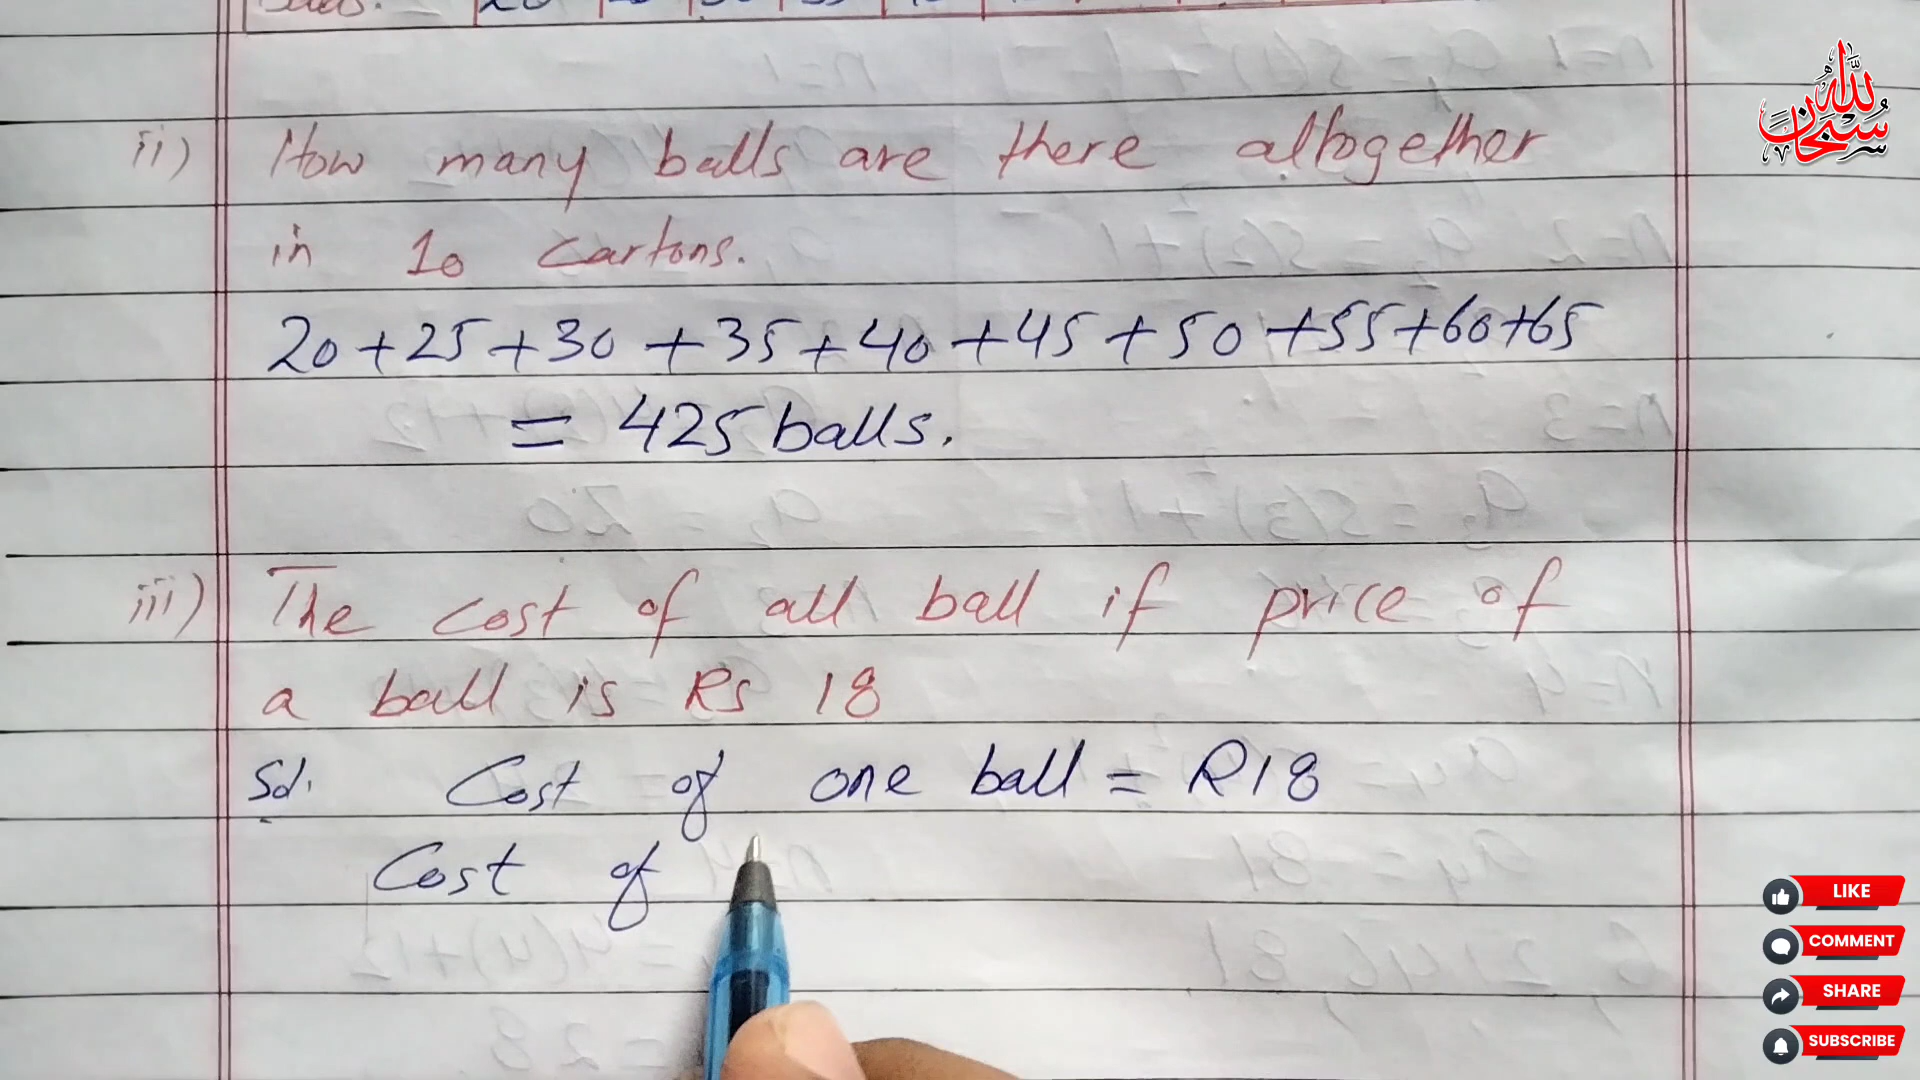 سُبْحَانَ اللّٰه
ii) How many balls are there altogether
in 10 cartons.
20+25+30+35+40+45+50+55+60+65
= 425 balls.
iii) The cost of all ball if price of
a ball is Rs 18
Sol. Cost of one ball = R18
Cost of
LIKE
COMMENT
SHARE
SUBSCRIBE